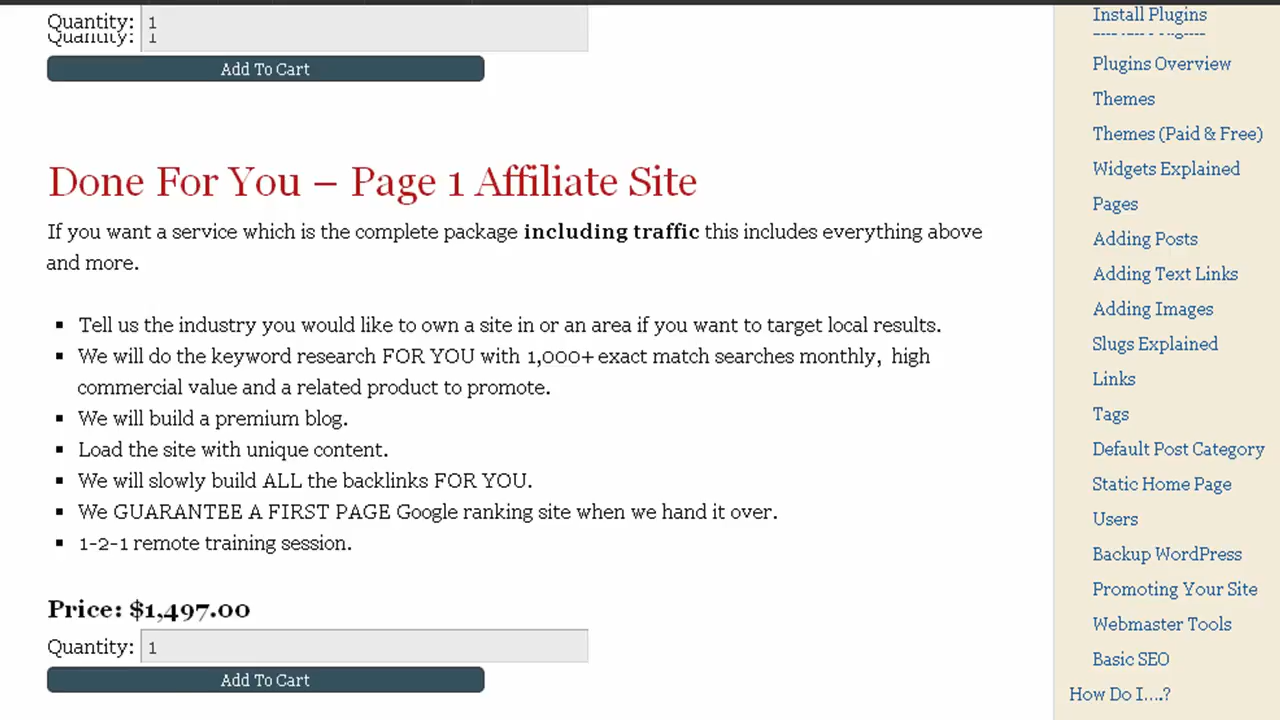 Quantity: 1
Quantity: 1
Add To Cart
Done For You – Page 1 Affiliate Site
If you want a service which is the complete package including traffic this includes everything above
and more.
Tell us the industry you would like to own a site in or an area if you want to target local results.
We will do the keyword research FOR YOU with 1,000+ exact match searches monthly, high
commercial value and a related product to promote.
We will build a premium blog.
Load the site with unique content.
We will slowly build ALL the backlinks FOR YOU.
We GUARANTEE A FIRST PAGE Google ranking site when we hand it over.
1-2-1 remote training session.
Price: $1,497.00
Quantity: 1
Add To Cart
Install Plugins
Install Plugins
Plugins Overview
Themes
Themes (Paid & Free)
Widgets Explained
Pages
Adding Posts
Adding Text Links
Adding Images
Slugs Explained
Links
Tags
Default Post Category
Static Home Page
Users
Backup WordPress
Promoting Your Site
Webmaster Tools
Basic SEO
How Do I....?